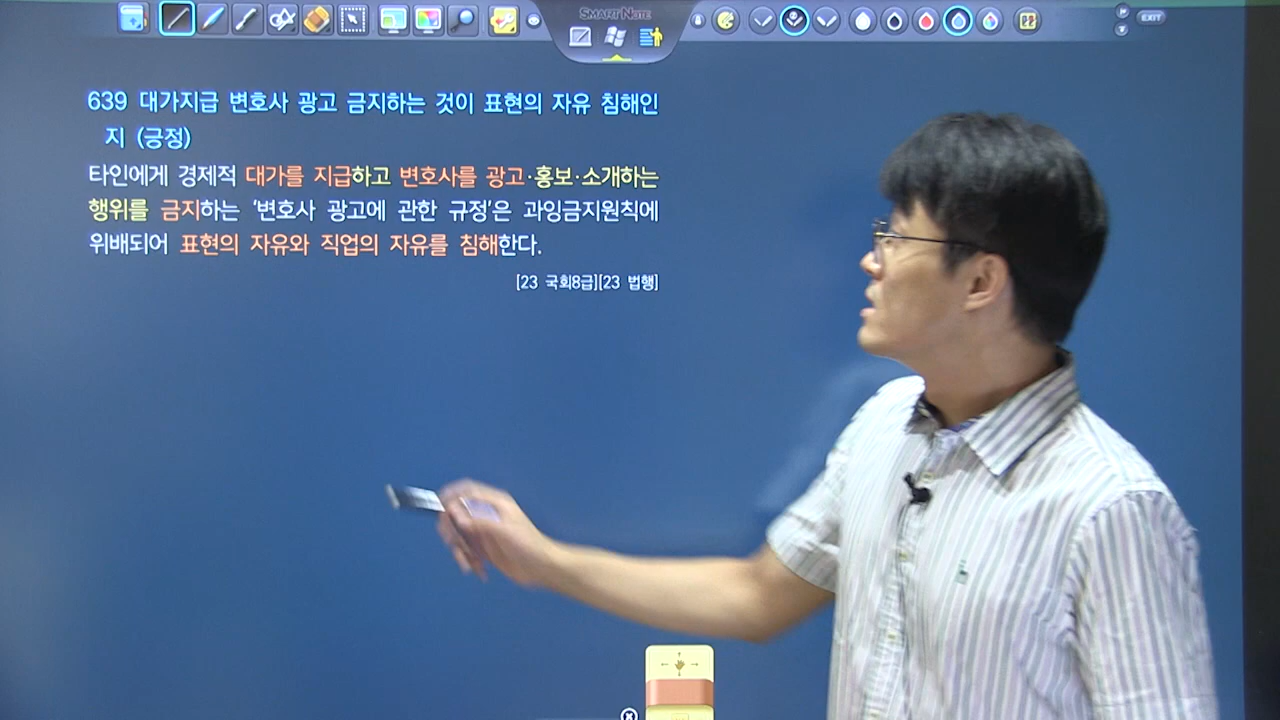 SMART NOTE
EXIT
639 대가지급 변호사 광고 금지하는 것이 표현의 자유 침해인
지 (긍정)
타인에게 경제적 대가를 지급하고 변호사를 광고·홍보·소개하는
행위를 금지하는 '변호사 광고에 관한 규정'은 과잉금지원칙에
위배되어 표현의 자유와 직업의 자유를 침해한다.
[23 국회8급][23 법행]